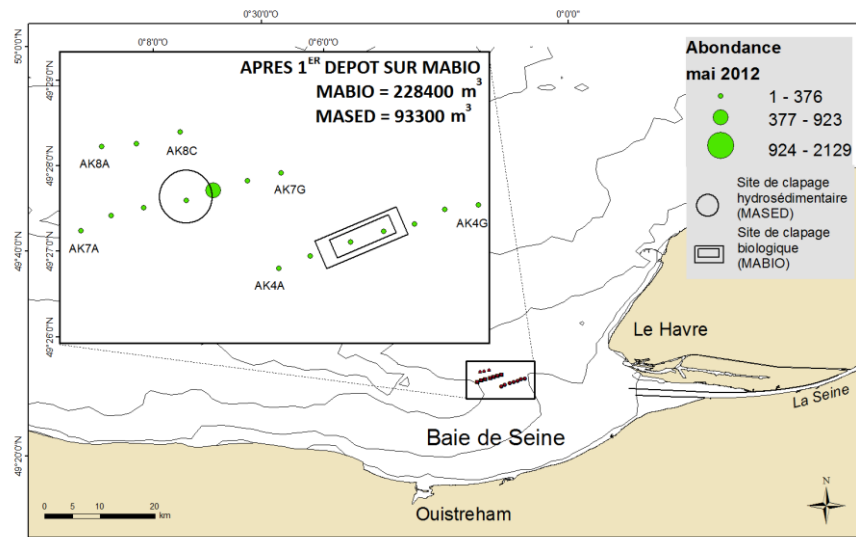 0°30'0"O
0°0'0"
50°0'0"N
49°40'0"N
49°20'0"N
0°8'0"O
0°6'0"O
49°29'0"N
49°28'0"N
49°27'0"N
49°26'0"N
APRES 1ER DEPOT SUR MABIO
MABIO = 228400 m3
MASED = 93300 m3
AK8A
AK8C
AK7G
AK7A
AK4G
AK4A
Abondance
mai 2012
1 - 376
377 - 923
924 - 2129
Site de clapage
hydrosédimentaire
(MASED)
Site de clapage
biologique
(MABIO)
Le Havre
La Seine
Baie de Seine
Ouistreham
0 5 10 20
km
N